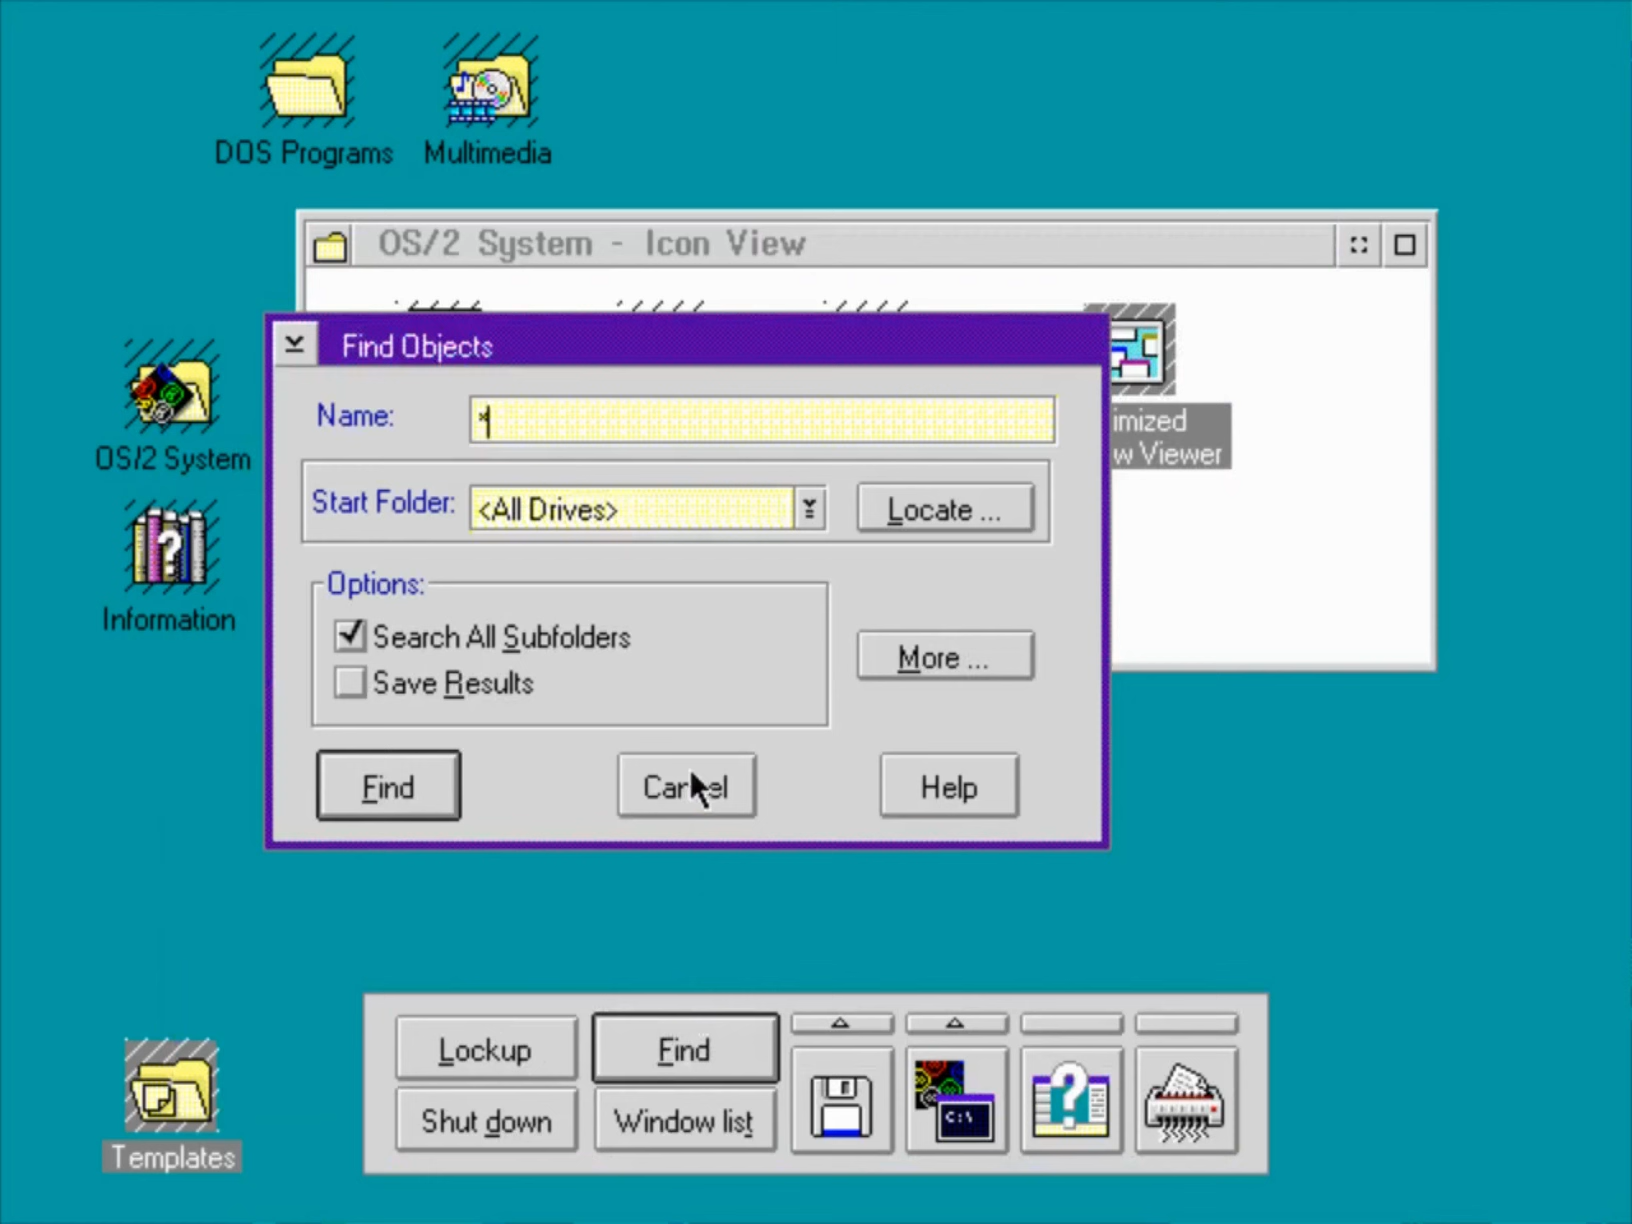 DOS Programs
Multimedia
OS/2 System - Icon View
Find Objects
Name: *
imized
w Viewer
Start Folder: <All Drives> Locate ...
OS/2 System
Options:
Search All Subfolders
Save Results
More ...
Information
Find Cancel Help
Lockup Find
Shut down Window list
C:\
Templates